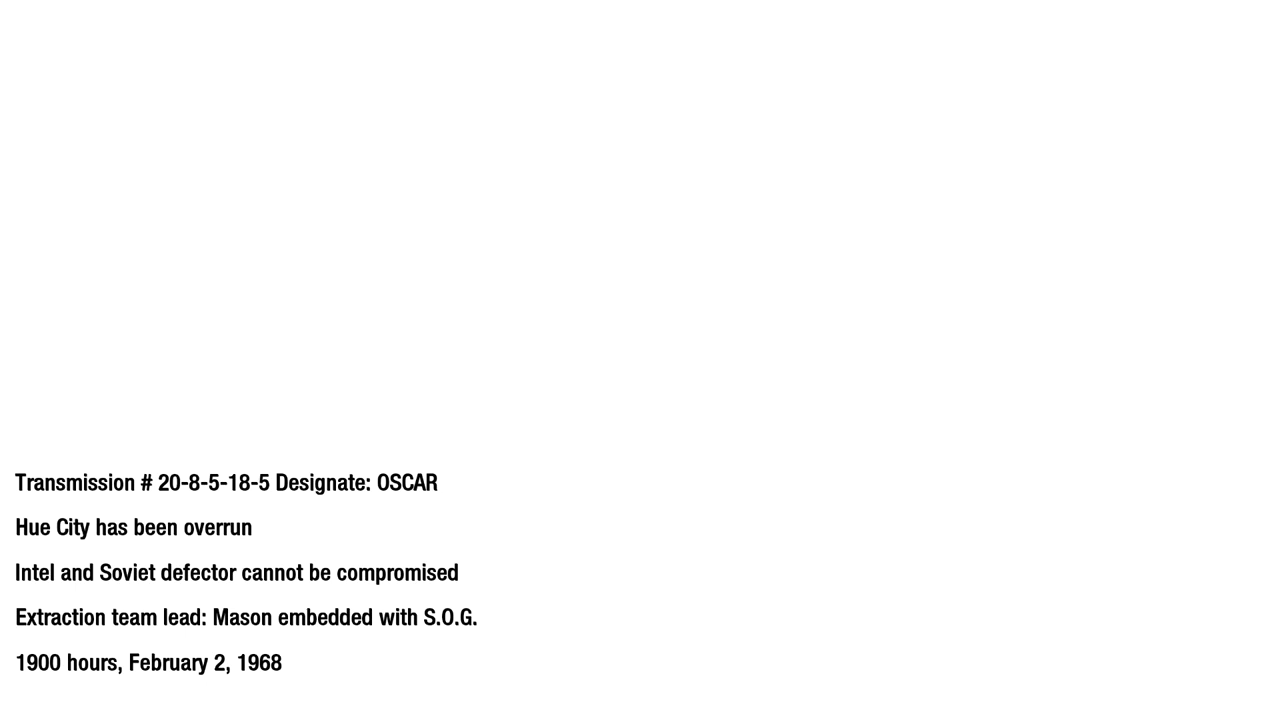 Transmission # 20-8-5-18-5 Designate: OSCAR
Hue City has been overrun
Intel and Soviet defector cannot be compromised
Extraction team lead: Mason embedded with S.O.G.
1900 hours, February 2, 1968